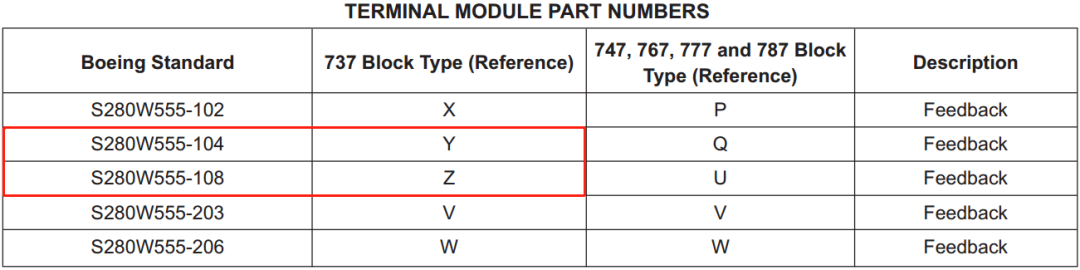 TERMINAL MODULE PART NUMBERS
Boeing Standard 737 Block Type (Reference) 747, 767, 777 and 787 Block Type (Reference) Description
S280W555-102 X P Feedback
S280W555-104 Y Q Feedback
S280W555-108 Z U Feedback
S280W555-203 V V Feedback
S280W555-206 W W Feedback